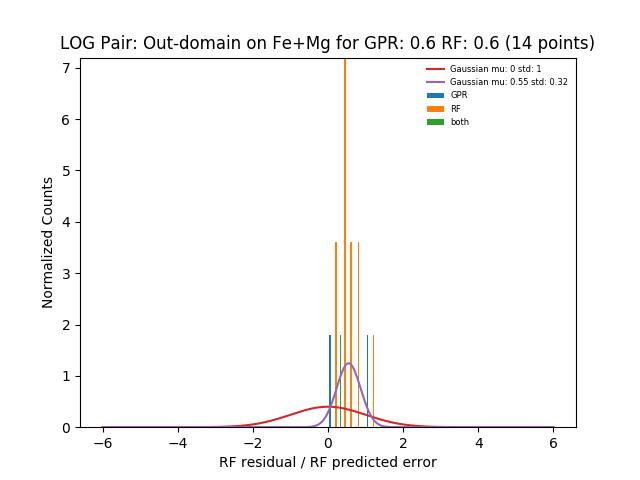 LOG Pair: Out-domain on Fe+Mg for GPR: 0.6 RF: 0.6 (14 points)
Gaussian mu: 0 std: 1
Gaussian mu: 0.55 std: 0.32
GPR
RF
both
Normalized Counts
7
6
5
4
3
2
1
0
−6 −4 −2 0 2 4 6
RF residual / RF predicted error